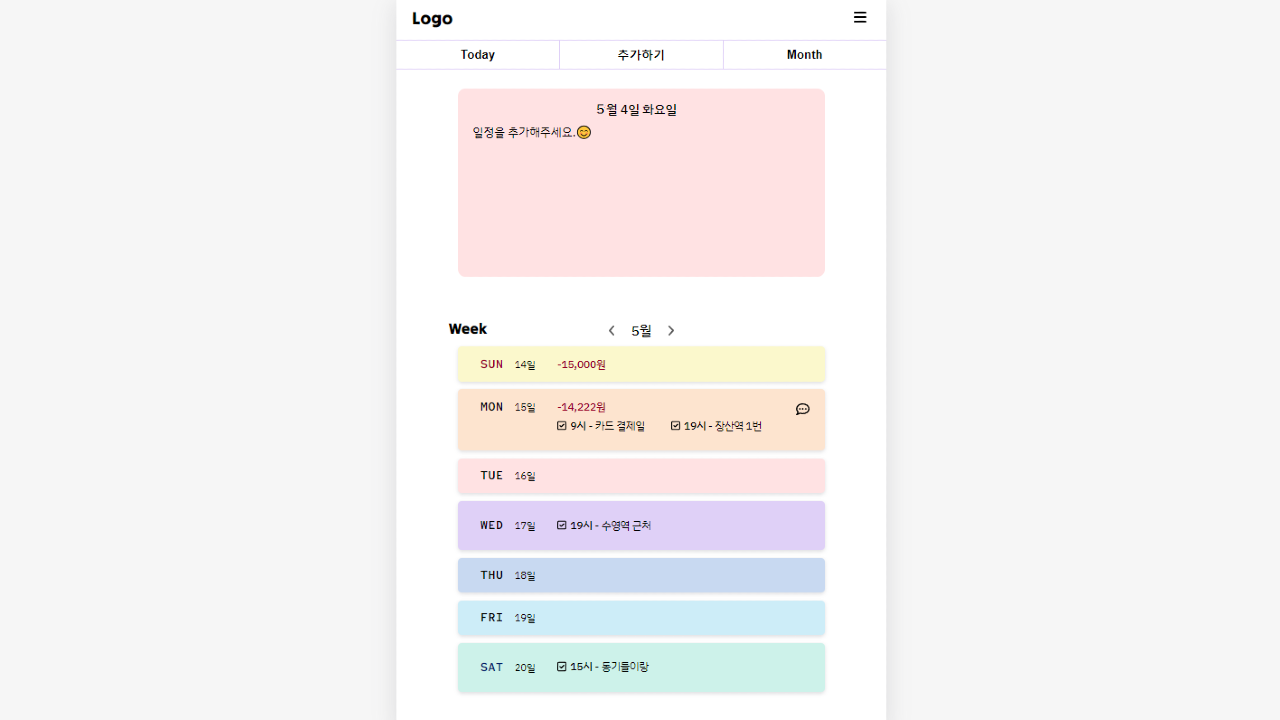 Logo
Today 추가하기 Month
5월 4일 화요일
일정을 추가해주세요.😊
Week 5월
SUN 14일 -15,000원
MON 15일 -14,222원
9시 - 카드 결제일 19시 - 장산역 1번
TUE 16일
WED 17일 19시 - 수영역 근처
THU 18일
FRI 19일
SAT 20일 15시 - 동기들이랑